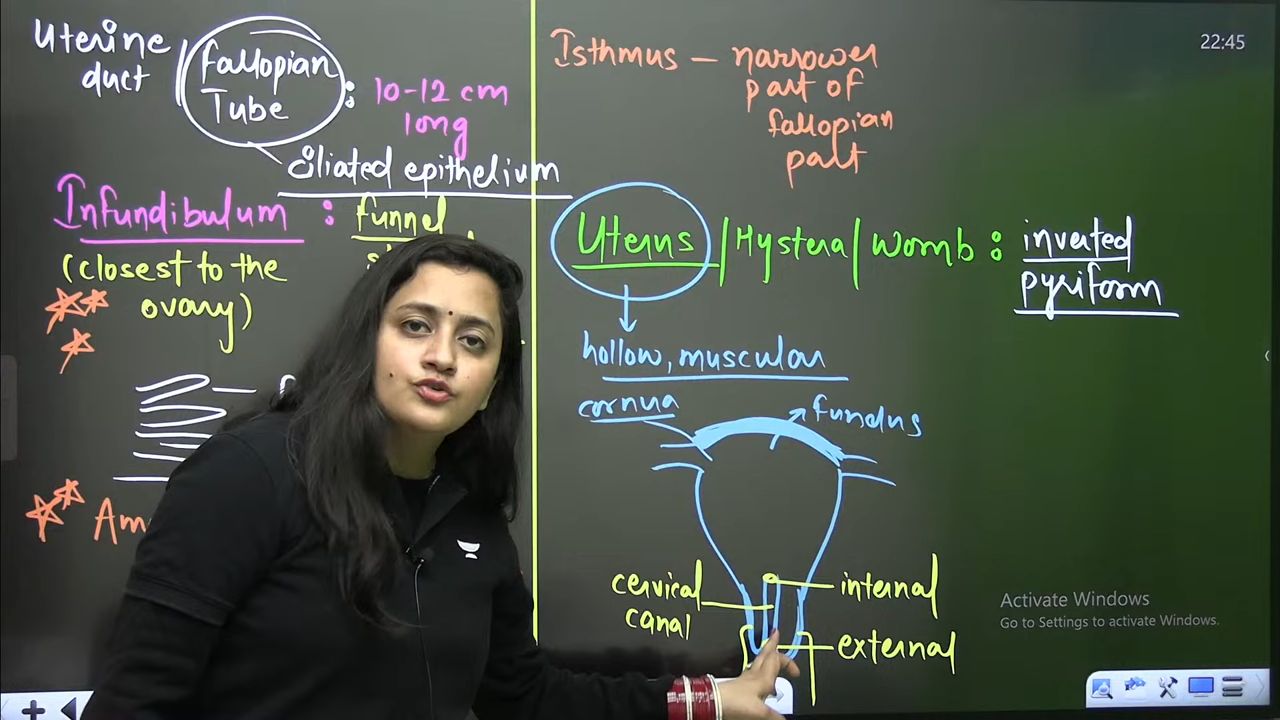 Uterine duct / Fallopian Tube :
10-12 cm
long
ciliated epithelium
Infundibulum : funnel
(closest to the
ovary)
Isthmus – narrower
part of
fallopian
part
Uterus / Hystera / Womb : inverted
pyriform
hollow, muscular
cornua
fundus
cervical
canal
internal
external
22:45
Activate Windows
Go to Settings to activate Windows.